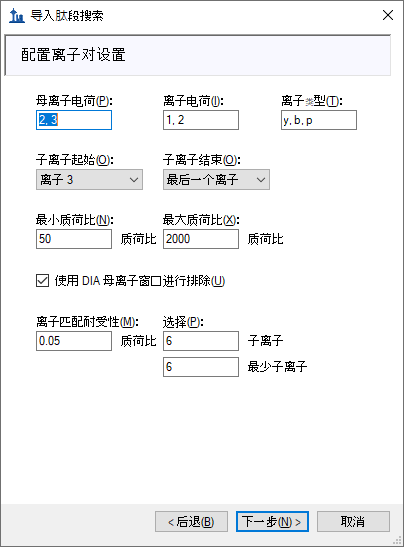 导入肽段搜索
配置离子对设置
母离子电荷(P): 离子电荷(I): 离子类型(T):
2, 3 1, 2 y, b, p
子离子起始(O): 子离子结束(O):
离子 3 最后一个离子
最小质荷比(N): 最大质荷比(X):
50 质荷比 2000 质荷比
使用 DIA 母离子窗口进行排除(U)
离子匹配耐受性(M): 选择(P):
0.05 质荷比 6 子离子
6 最少子离子
< 后退(B) 下一步(N) > 取消